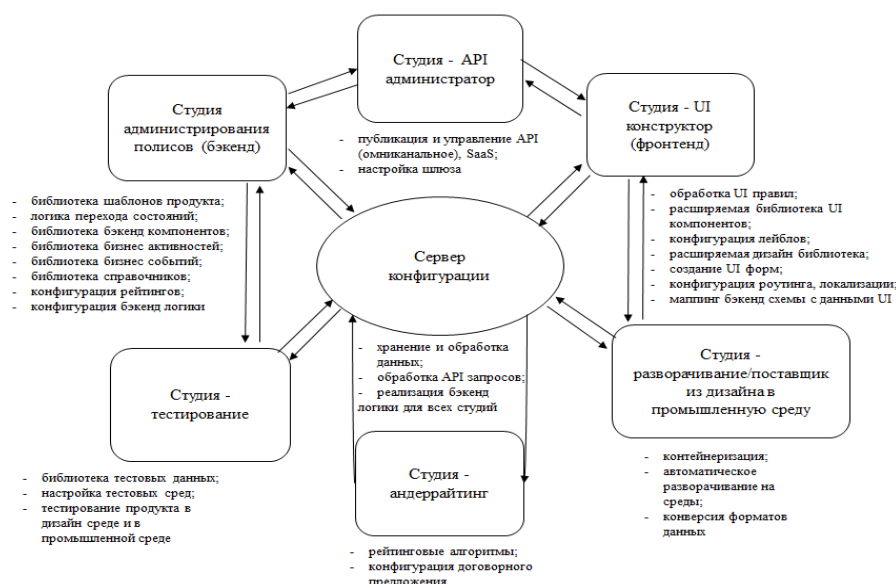 Студия - API
администратор
- публикация и управление API
(омниканальное), SaaS;
- настройка шлюза
Студия
администрирования
полисов (бэкенд)
- библиотека шаблонов продукта;
- логика перехода состояний;
- библиотека бэкенд компонентов;
- библиотека бизнес активностей;
- библиотека бизнес событий;
- библиотека справочников;
- конфигурация рейтингов;
- конфигурация бэкенд логики
Студия - UI
конструктор
(фронтенд)
- обработка UI правил;
- расширяемая библиотека UI
компонентов;
- конфигурация лейблов;
- расширяемая дизайн библиотека;
- создание UI форм;
- конфигурация роутинга, локализации;
- маппинг бэкенд схемы с данными UI
Сервер
конфигурации
- хранение и обработка
данных;
- обработка API запросов;
- реализация бэкенд
логики для всех студий
Студия -
тестирование
- библиотека тестовых данных;
- настройка тестовых сред;
- тестирование продукта в
дизайн среде и в
промышленной среде
Студия -
андеррайтинг
- рейтинговые алгоритмы;
- конфигурация договорного
предложения
Студия -
разворачивание/поставщик
из дизайна в
промышленную среду
- контейнеризация;
- автоматическое
разворачивание на
среды;
- конверсия форматов
данных